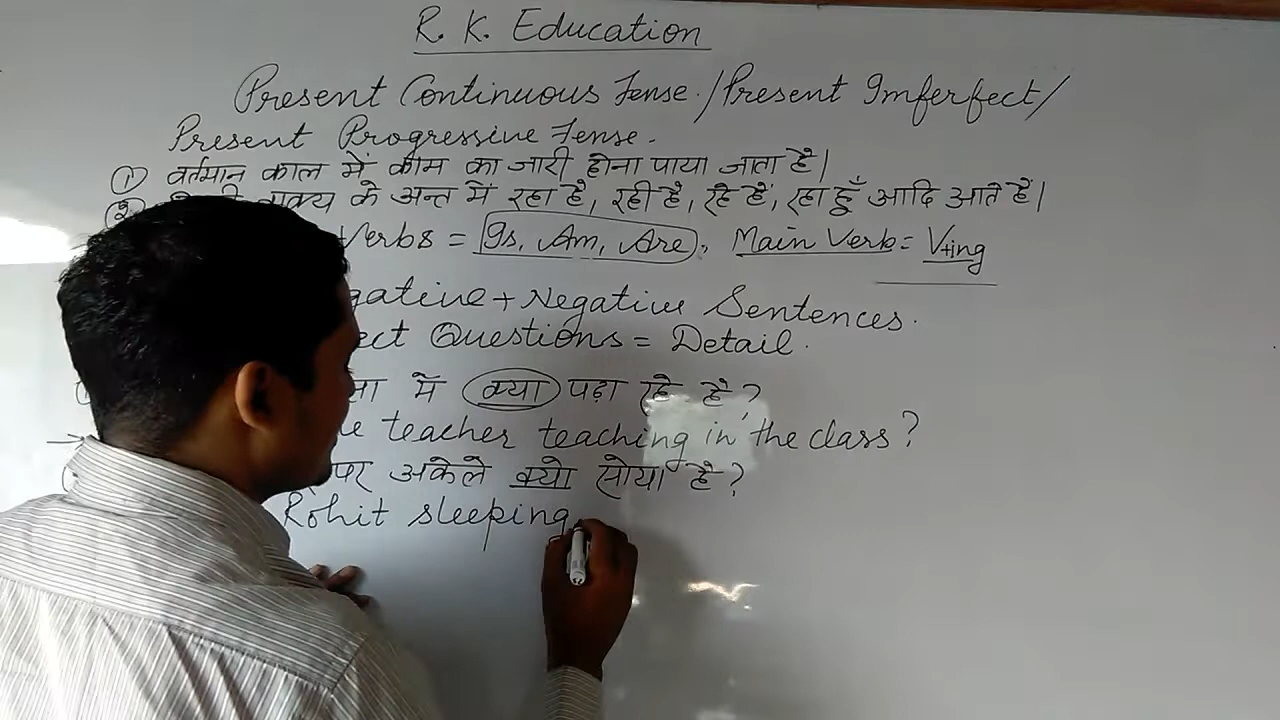 R. K. Education
Present Continuous Tense. / Present Imferfect /
Present Progressive Tense.
① वर्तमान काल में काम का जारी होना पाया जाता है।
② वाक्य के अन्त में रहा है, रही है, रहे हैं, रहा हूँ आदि आते हैं।
Verbs = Is, Am, Are, Main Verb = V+ing
gative + Negative Sentences.
ect Questions = Detail.
में क्या पढ़ा रहे है?
teacher teaching in the class?
पर अकेले क्यो सोया है?
Rohit sleeping